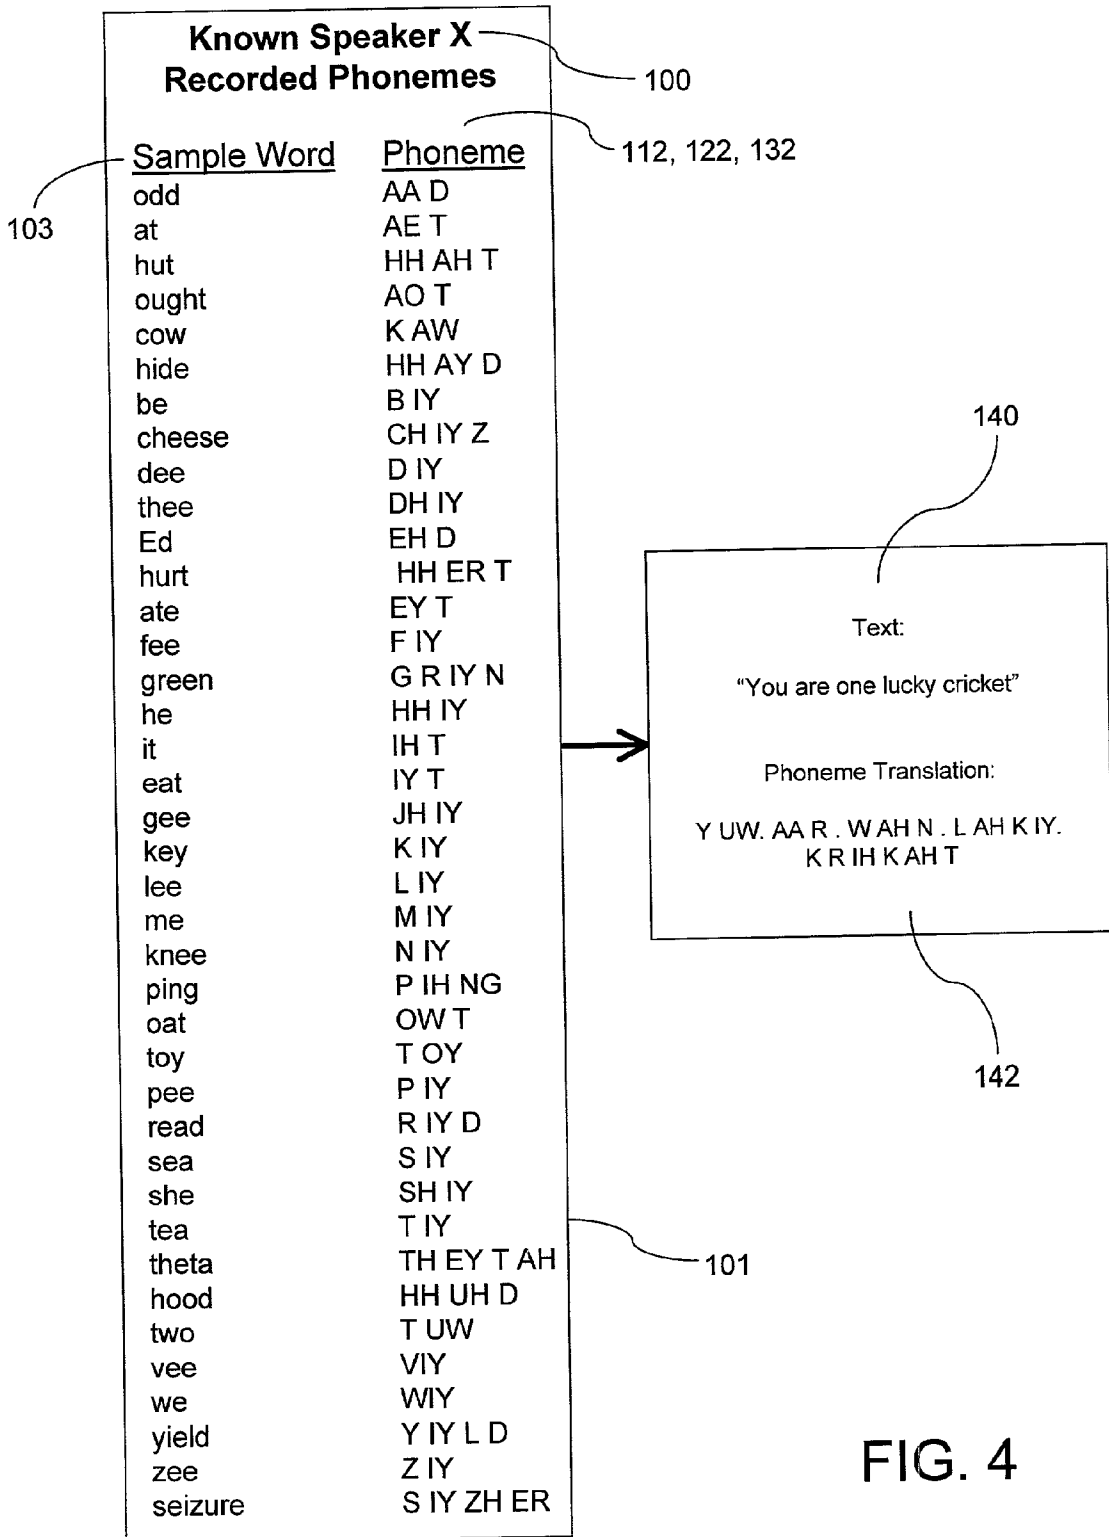 Known Speaker X
Recorded Phonemes
100
Sample Word Phoneme
112, 122, 132
103
odd AA D
at AE T
hut HH AH T
ought AO T
cow K AW
hide HH AY D
be B IY
cheese CH IY Z
dee D IY
thee DH IY
Ed EH D
hurt HH ER T
ate EY T
fee F IY
green G R IY N
he HH IY
it IH T
eat IY T
gee JH IY
key K IY
lee L IY
me M IY
knee N IY
ping P IH NG
oat OW T
toy T OY
pee P IY
read R IY D
sea S IY
she SH IY
tea T IY
theta TH EY T AH
hood HH UH D
two T UW
vee VIY
we WIY
yield Y IY L D
zee Z IY
seizure S IY ZH ER
101
140
Text:
“You are one lucky cricket”
Phoneme Translation:
Y UW. AA R . W AH N . L AH K IY.
K R IH K AH T
142
FIG. 4